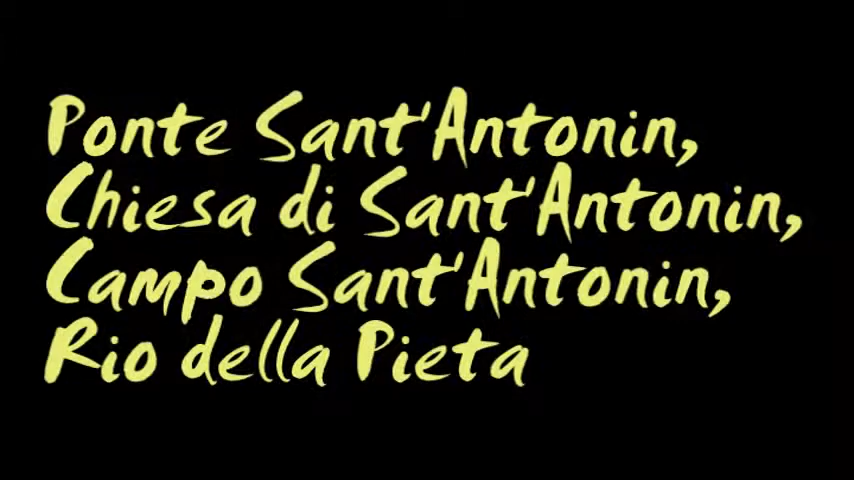 Ponte Sant'Antonin,
Chiesa di Sant'Antonin,
Campo Sant'Antonin,
Rio della Pieta